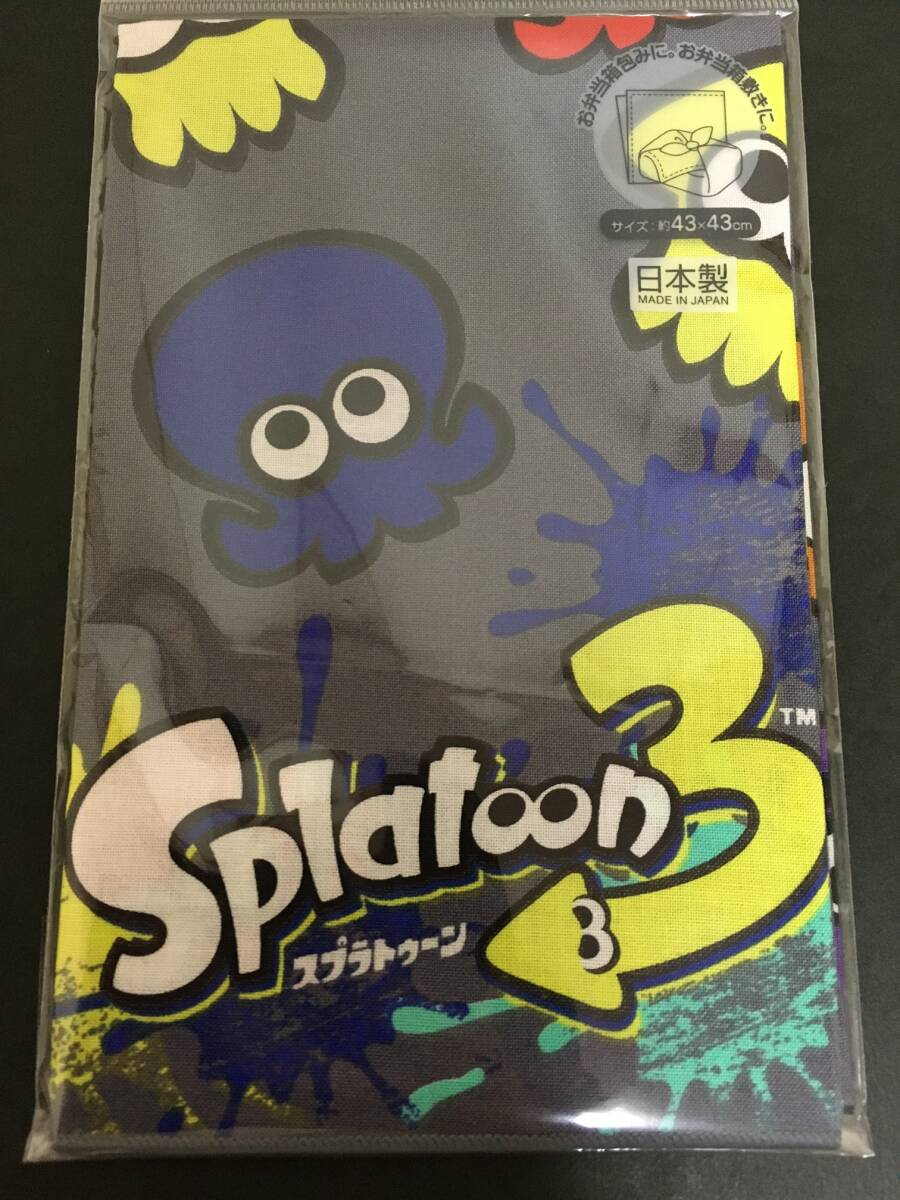 お弁当箱包みに。お弁当箱敷きに。
サイズ:約43×43cm
日本製
MADE IN JAPAN
Splatoon 3
TM
スプラトゥーン